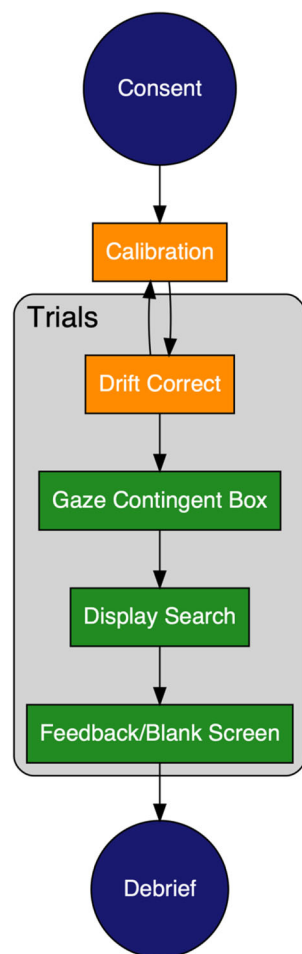 Consent
Calibration
Trials
Drift Correct
Gaze Contingent Box
Display Search
Feedback/Blank Screen
Debrief